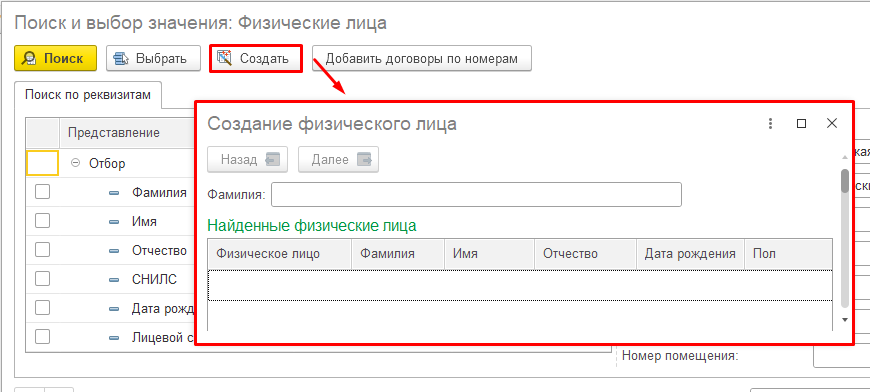 Поиск и выбор значения: Физические лица
Поиск Выбрать Создать Добавить договоры по номерам
Поиск по реквизитам
Представление
Отбор
Фамилия
Имя
Отчество
СНИЛС
Дата рожд
Лицевой с
Создание физического лица
Назад Далее
Фамилия:
Найденные физические лица
Физическое лицо Фамилия Имя Отчество Дата рождения Пол
Номер помещения: